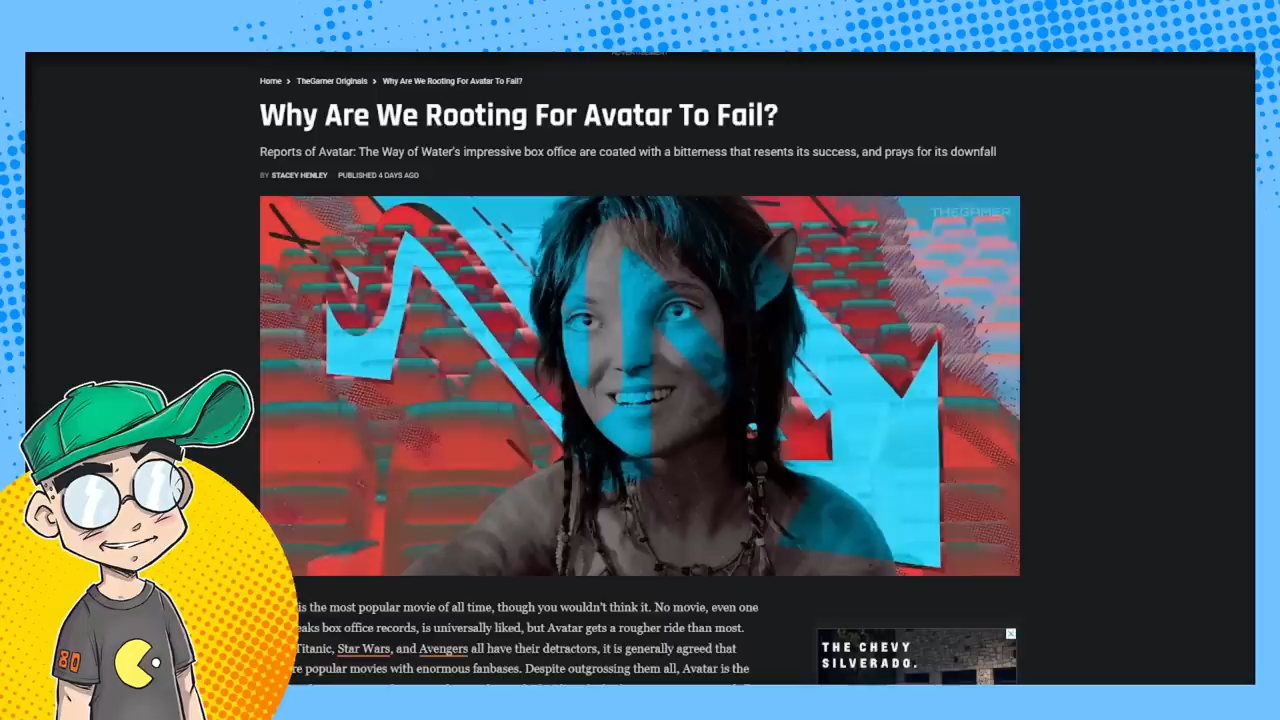 ADVERTISEMENT
Home > TheGamer Originals > Why Are We Rooting For Avatar To Fail?
Why Are We Rooting For Avatar To Fail?
Reports of Avatar: The Way of Water's impressive box office are coated with a bitterness that resents its success, and prays for its downfall
BY STACEY HENLEY PUBLISHED 4 DAYS AGO
THEGAMER
is the most popular movie of all time, though you wouldn't think it. No movie, even one
box office records, is universally liked, but Avatar gets a rougher ride than most.
Titanic, Star Wars, and Avengers all have their detractors, it is generally agreed that
popular movies with enormous fanbases. Despite outgrossing them all, Avatar is the
THE CHEVY
SILVERADO.
80